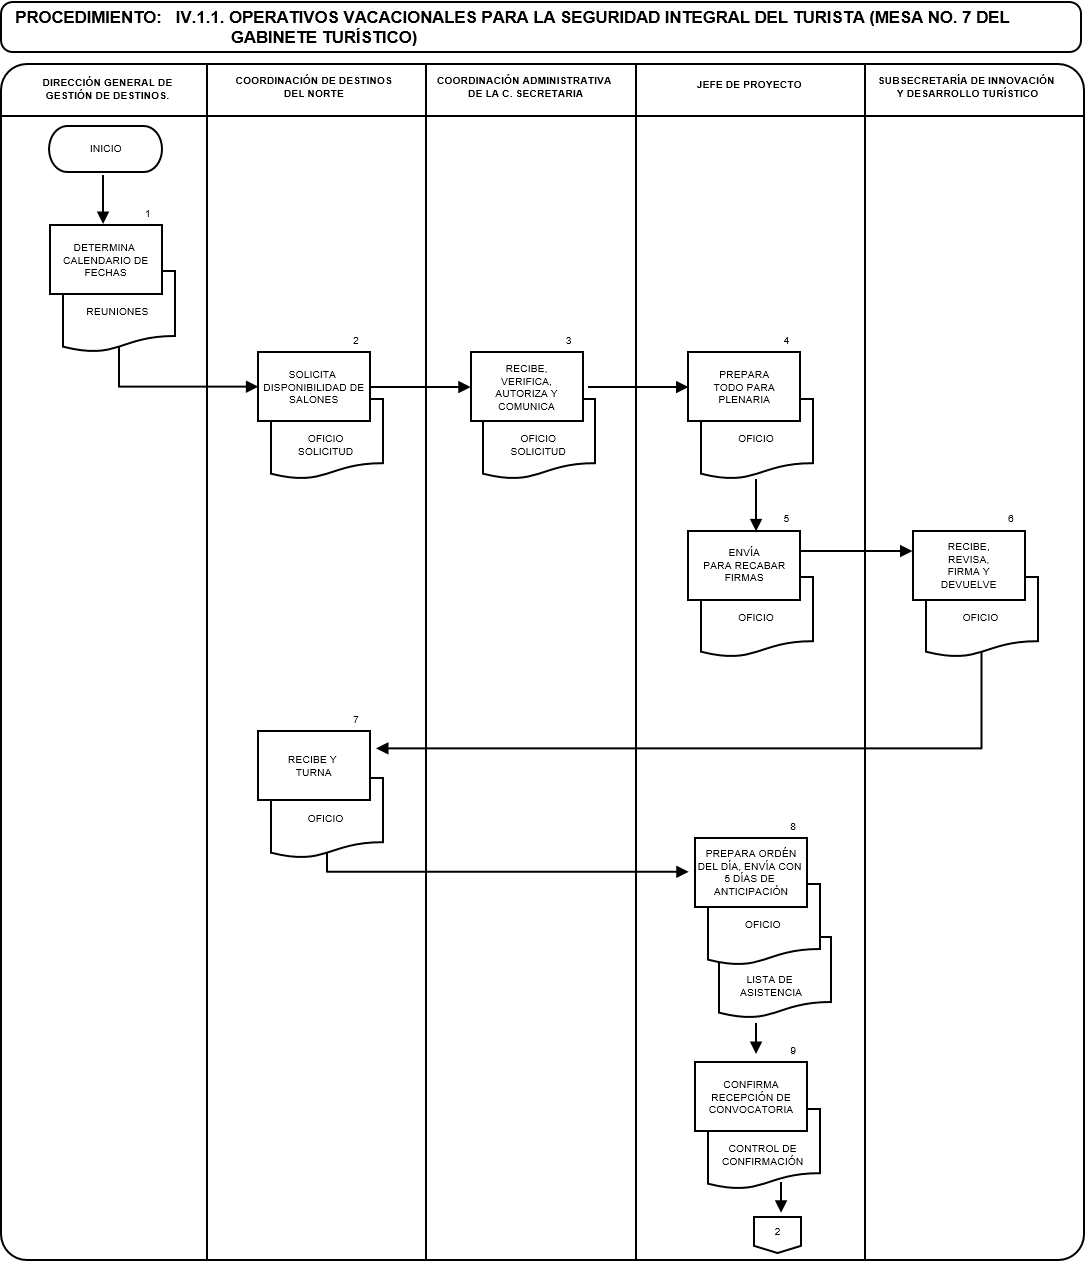 PROCEDIMIENTO: IV.1.1. OPERATIVOS VACACIONALES PARA LA SEGURIDAD INTEGRAL DEL TURISTA (MESA NO. 7 DEL
GABINETE TURÍSTICO)
DIRECCIÓN GENERAL DE
GESTIÓN DE DESTINOS.
COORDINACIÓN DE DESTINOS
DEL NORTE
COORDINACIÓN ADMINISTRATIVA
DE LA C. SECRETARIA
JEFE DE PROYECTO
SUBSECRETARÍA DE INNOVACIÓN
Y DESARROLLO TURÍSTICO
INICIO
1
DETERMINA
CALENDARIO DE
FECHAS
REUNIONES
2
SOLICITA
DISPONIBILIDAD DE
SALONES
OFICIO
SOLICITUD
3
RECIBE,
VERIFICA,
AUTORIZA Y
COMUNICA
OFICIO
SOLICITUD
4
PREPARA
TODO PARA
PLENARIA
OFICIO
5
ENVÍA
PARA RECABAR
FIRMAS
OFICIO
6
RECIBE,
REVISA,
FIRMA Y
DEVUELVE
OFICIO
7
RECIBE Y
TURNA
OFICIO
8
PREPARA ORDÉN
DEL DÍA, ENVÍA CON
5 DÍAS DE
ANTICIPACIÓN
OFICIO
LISTA DE
ASISTENCIA
9
CONFIRMA
RECEPCIÓN DE
CONVOCATORIA
CONTROL DE
CONFIRMACIÓN
2